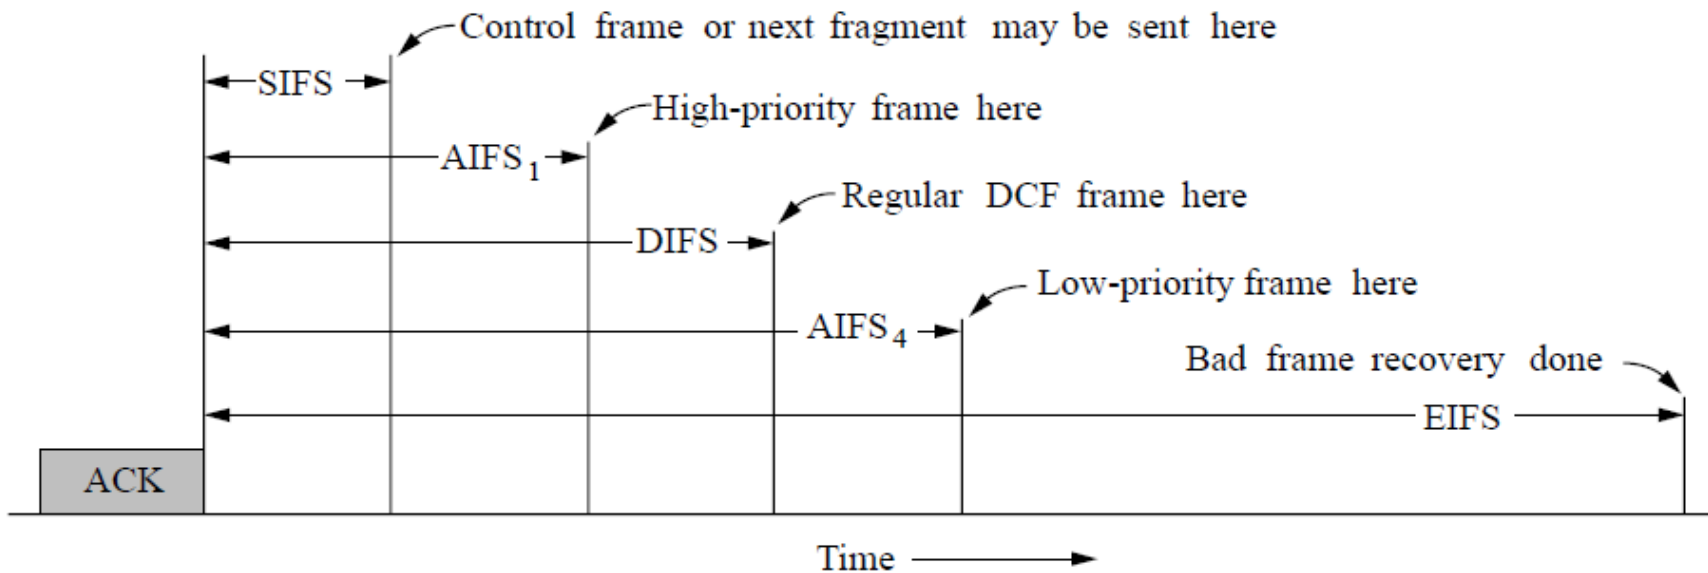 Control frame or next fragment may be sent here
SIFS
High-priority frame here
AIFS1
Regular DCF frame here
DIFS
Low-priority frame here
AIFS4
Bad frame recovery done
EIFS
ACK
Time